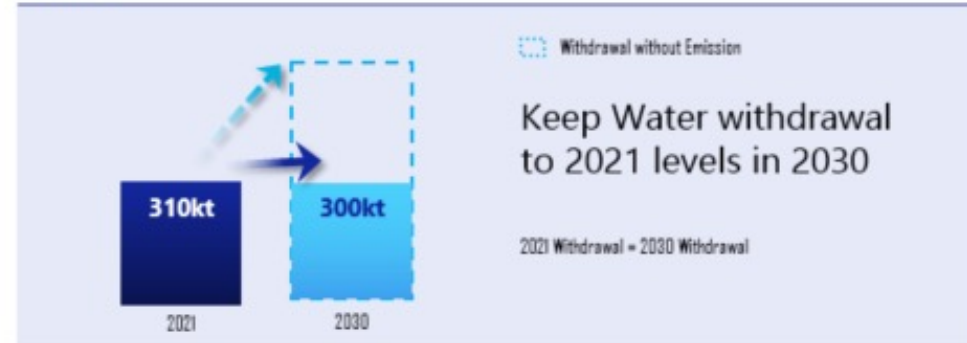 Withdrawal without Emission
Keep Water withdrawal
to 2021 levels in 2030
310kt
300kt
2021 Withdrawal = 2030 Withdrawal
2021
2030